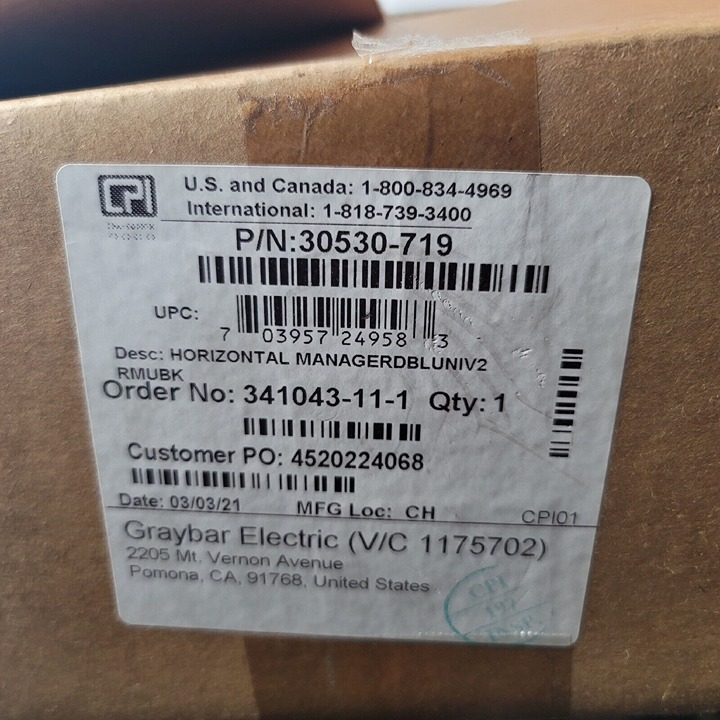 CPI
U.S. and Canada: 1-800-834-4969
International: 1-818-739-3400
P/N:30530-719
UPC:
7 03957 24958 3
Desc: HORIZONTAL MANAGERDBLUNIV2
RMUBK
Order No: 341043-11-1 Qty: 1
Customer PO: 4520224068
Date: 03/03/21 MFG Loc: CH CPI01
Graybar Electric (V/C 1175702)
2205 Mt. Vernon Avenue
Pomona, CA, 91768, United States
CPI